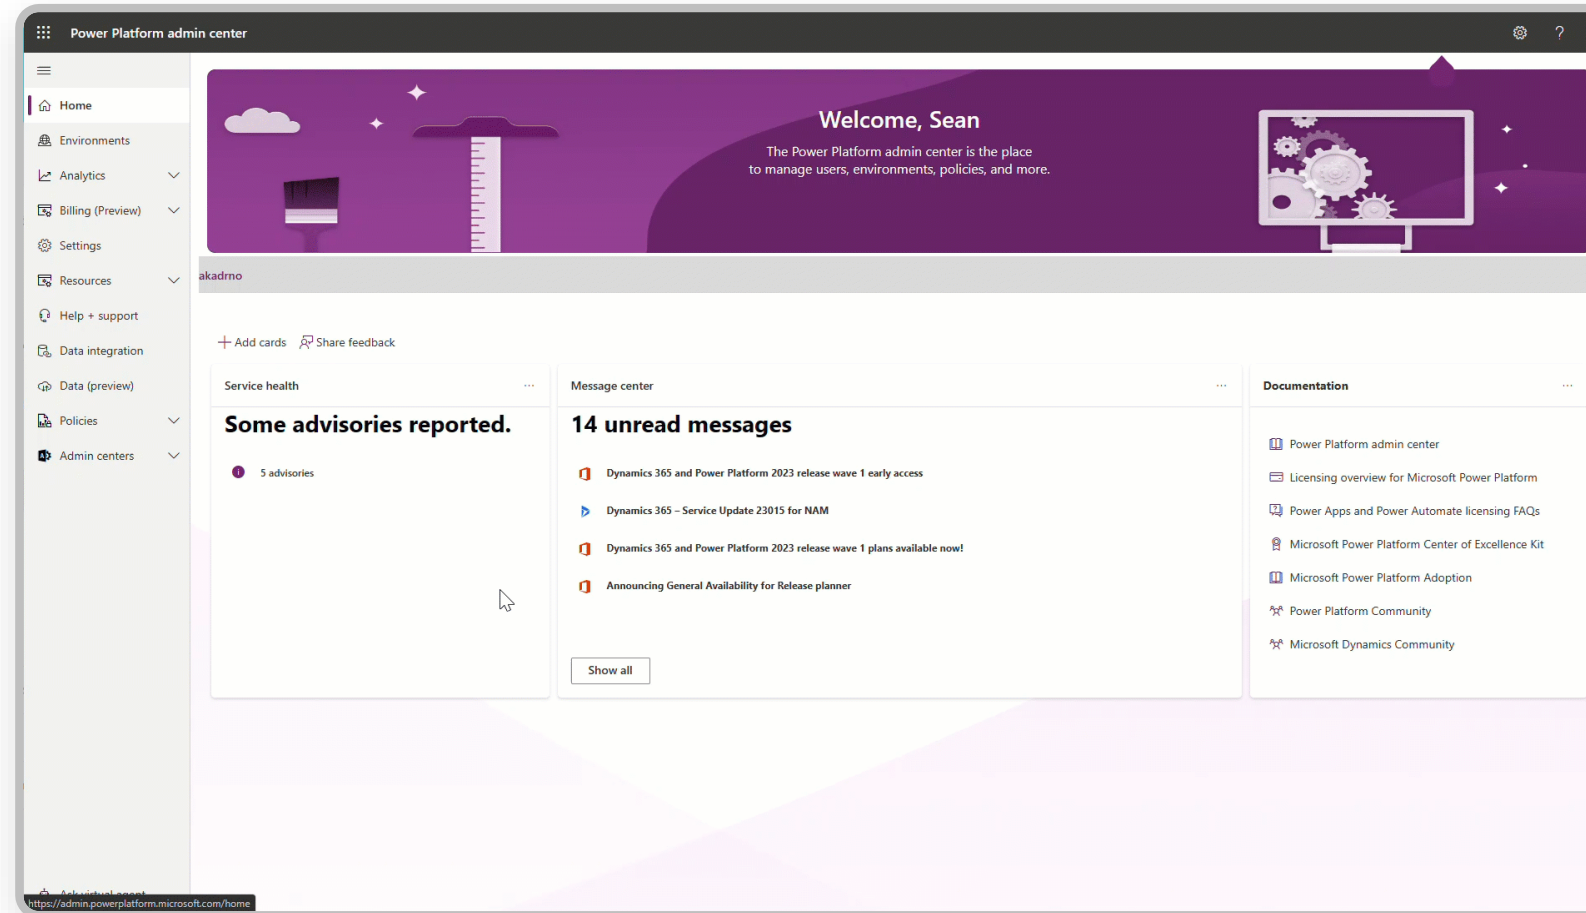 Power Platform admin center
?
Home
Environments
Analytics
Billing (Preview)
Settings
Resources
Help + support
Data integration
Data (preview)
Policies
Admin centers
Ask virtual agent
https://admin.powerplatform.microsoft.com/home
Welcome, Sean
The Power Platform admin center is the place
to manage users, environments, policies, and more.
akadrno
Add cards
Share feedback
Service health
Some advisories reported.
5 advisories
Message center
14 unread messages
Dynamics 365 and Power Platform 2023 release wave 1 early access
Dynamics 365 – Service Update 23015 for NAM
Dynamics 365 and Power Platform 2023 release wave 1 plans available now!
Announcing General Availability for Release planner
Show all
Documentation
Power Platform admin center
Licensing overview for Microsoft Power Platform
Power Apps and Power Automate licensing FAQs
Microsoft Power Platform Center of Excellence Kit
Microsoft Power Platform Adoption
Power Platform Community
Microsoft Dynamics Community